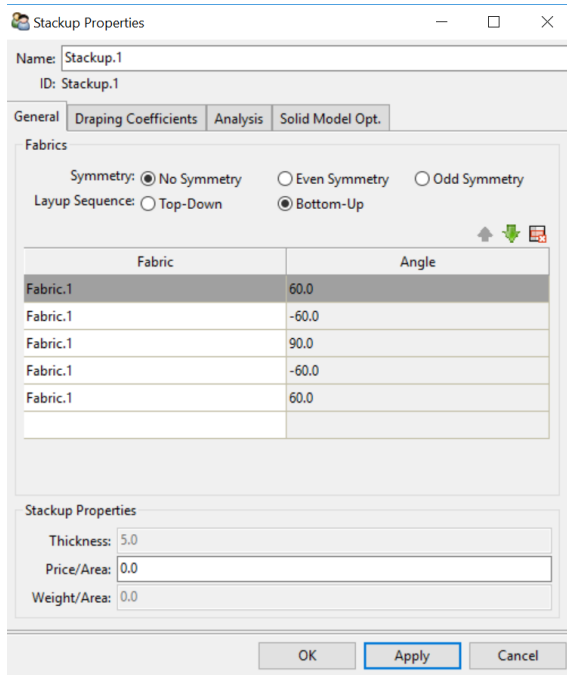 Stackup Properties
Name: Stackup.1
ID: Stackup.1
General Draping Coefficients Analysis Solid Model Opt.
Fabrics
Symmetry: No Symmetry Even Symmetry Odd Symmetry
Layup Sequence: Top-Down Bottom-Up
Fabric Angle
Fabric.1 60.0
Fabric.1 -60.0
Fabric.1 90.0
Fabric.1 -60.0
Fabric.1 60.0
Stackup Properties
Thickness: 5.0
Price/Area: 0.0
Weight/Area: 0.0
OK Apply Cancel